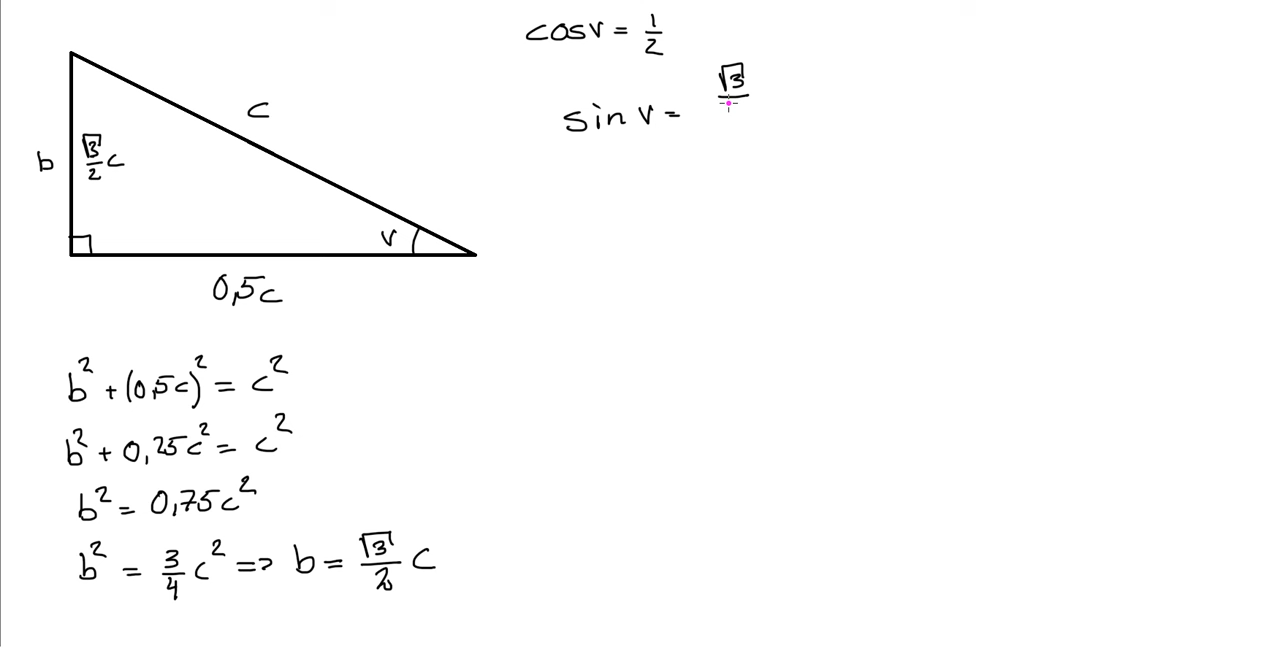 cos v = 1/2
sin v = √3
c
b
√3/2 c
v
0,5c
b² + (0,5c)² = c²
b² + 0,25c² = c²
b² = 0,75c²
b² = 3/4 c² => b = √3/2 c